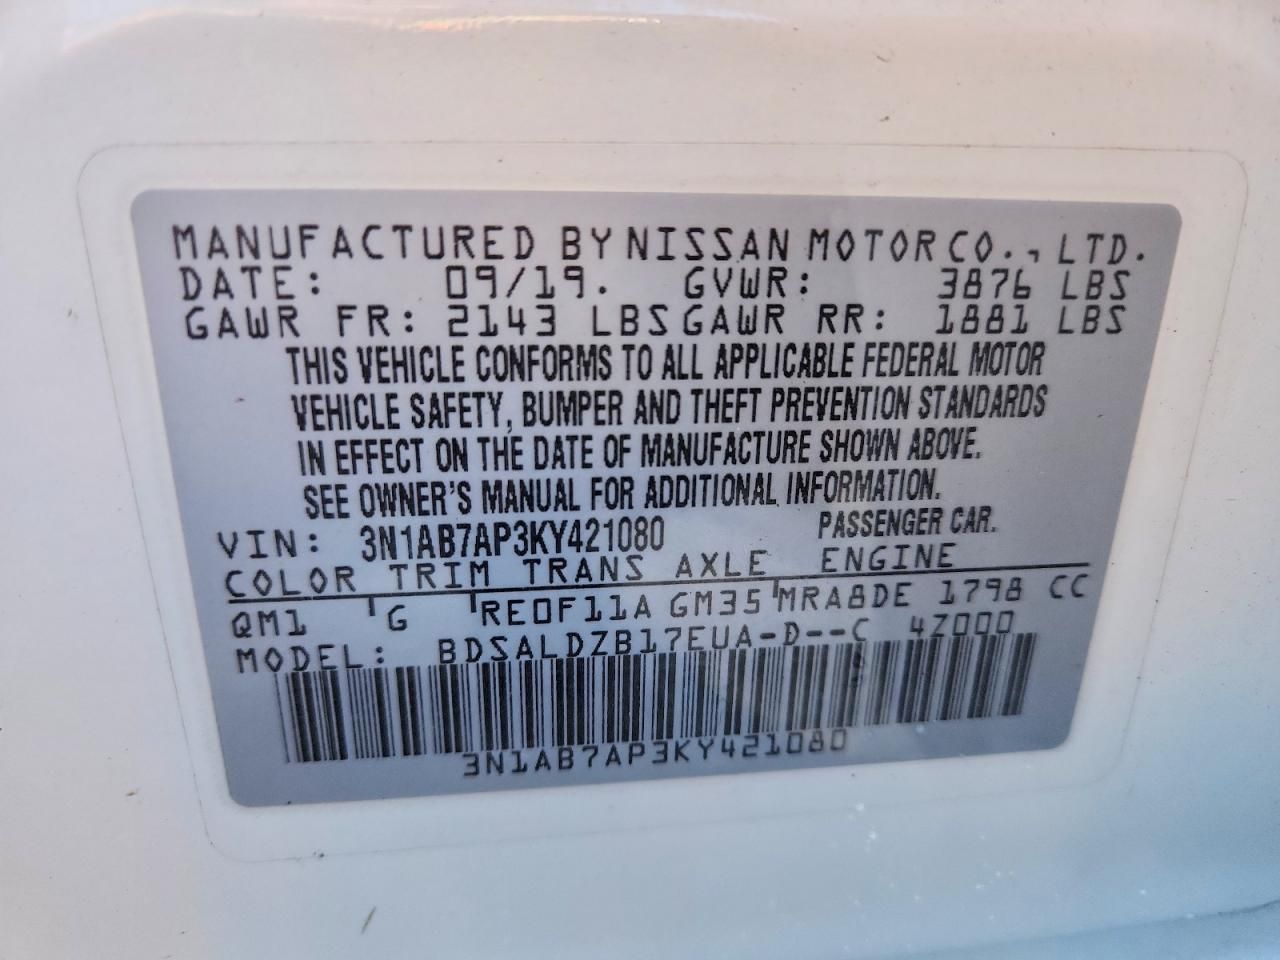 MANUFACTURED BY NISSAN MOTOR CO., LTD.
DATE: 09/19. GVWR: 3876 LBS
GAWR FR: 2143 LBS GAWR RR: 1881 LBS
THIS VEHICLE CONFORMS TO ALL APPLICABLE FEDERAL MOTOR
VEHICLE SAFETY, BUMPER AND THEFT PREVENTION STANDARDS
IN EFFECT ON THE DATE OF MANUFACTURE SHOWN ABOVE.
SEE OWNER'S MANUAL FOR ADDITIONAL INFORMATION.
VIN: 3N1AB7AP3KY421080 PASSENGER CAR.
COLOR TRIM TRANS AXLE ENGINE
QM1 G RE0F11A GM35 MRA8DE 1798 CC
MODEL: BDSALDZB17EUA-D--C 4Z000
3N1AB7AP3KY421080